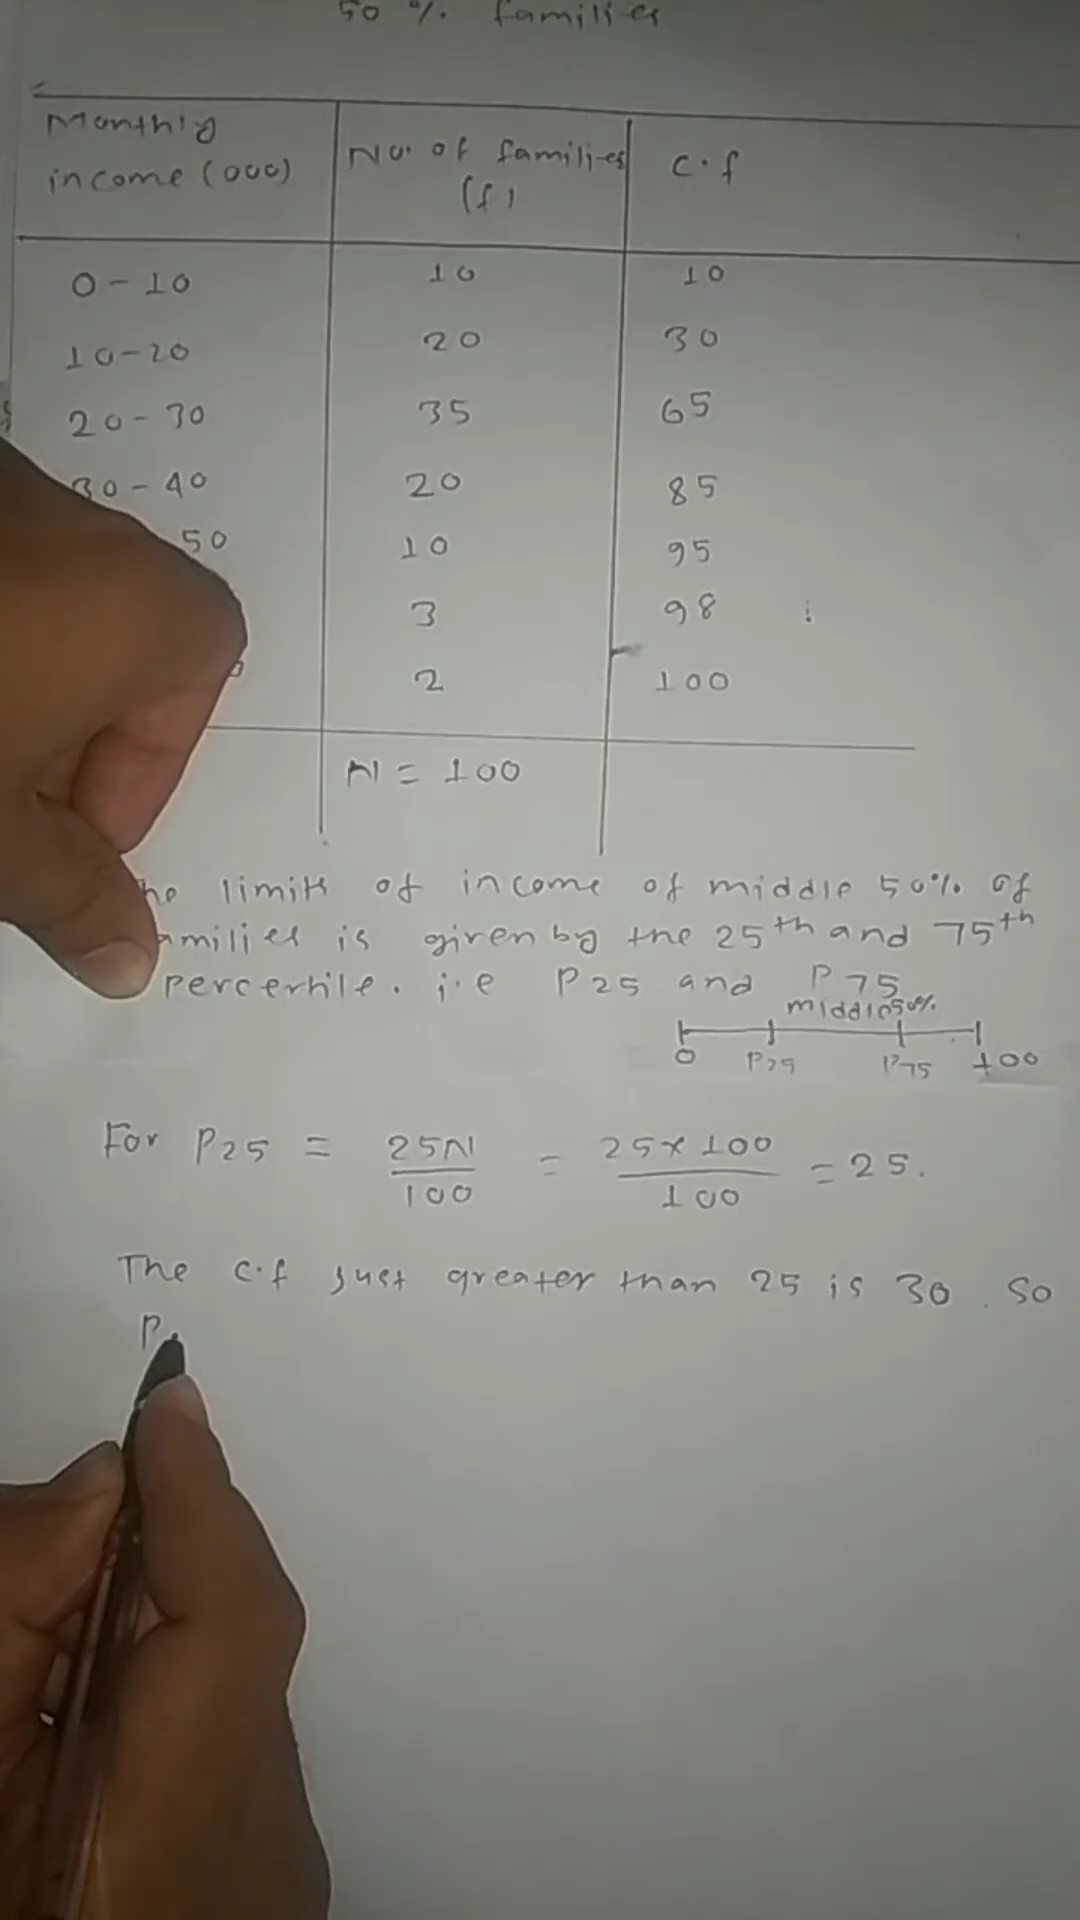 50 % families
Monthly
income (000)
No. of families
(f)
c.f
0-10 10 10
10-20 20 30
20-30 35 65
30-40 20 85
50 10 95
3 98
2 100
N = 100
limits of income of middle 50% of
is given by the 25th and 75th
percentile. i.e P25 and P75
middle 50%
0 P25 P75 100
For P25 = 25N/100 = 25×100/100 = 25.
The c.f just greater than 25 is 30. So
P